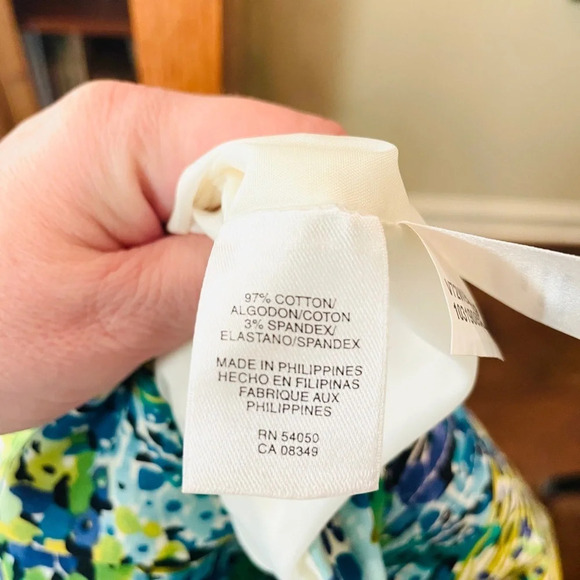 97% COTTON/
ALGODON/COTON
3% SPANDEX/
ELASTANO/SPANDEX
MADE IN PHILIPPINES
HECHO EN FILIPINAS
FABRIQUE AUX
PHILIPPINES
RN 54050
CA 08349